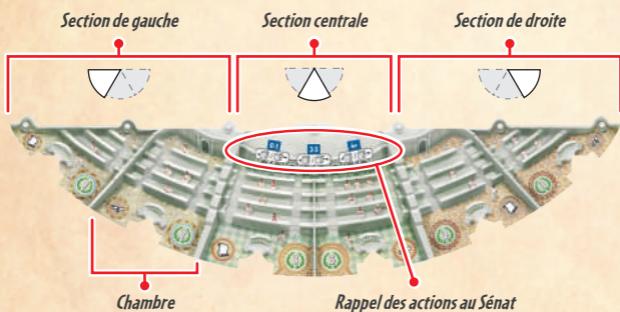 Section de gauche
Section centrale
Section de droite
Chambre
Rappel des actions au Sénat